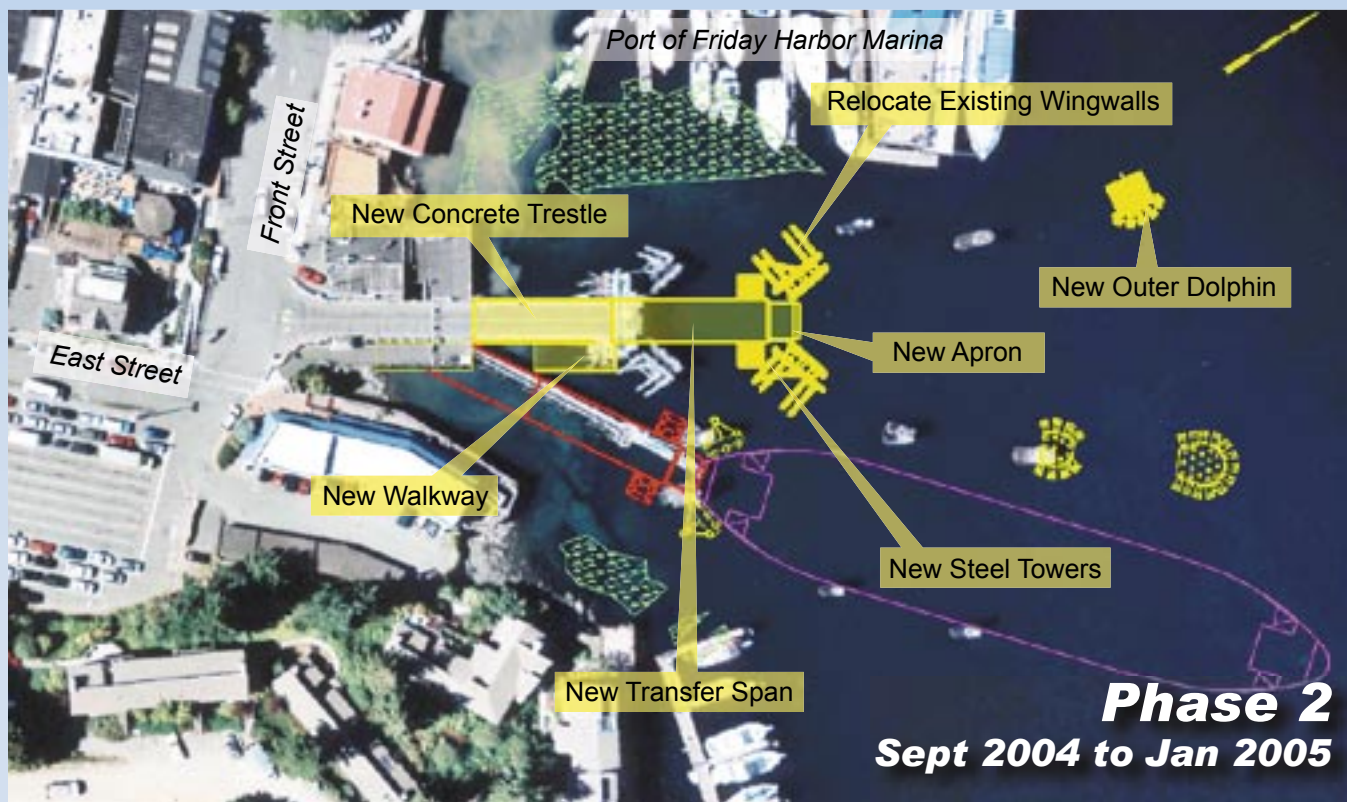 Port of Friday Harbor Marina
Relocate Existing Wingwalls
Front Street
New Concrete Trestle
New Outer Dolphin
East Street
New Apron
New Walkway
New Steel Towers
New Transfer Span
Phase 2
Sept 2004 to Jan 2005